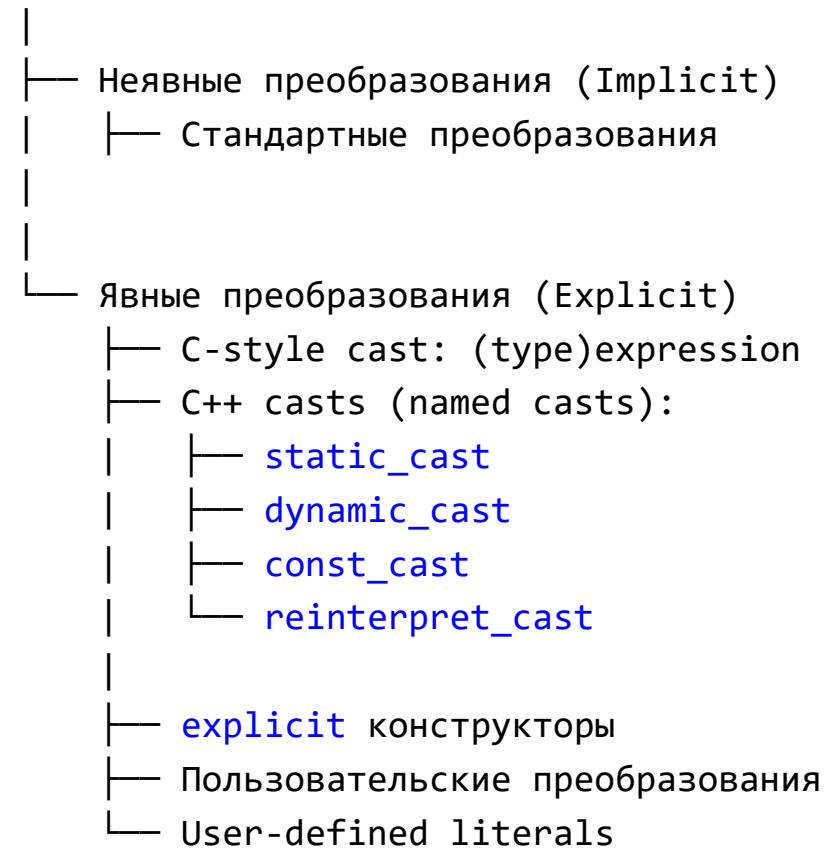 │
├── Неявные преобразования (Implicit)
│   ├── Стандартные преобразования
│
│
└── Явные преобразования (Explicit)
    ├── C-style cast: (type)expression
    ├── C++ casts (named casts):
    │   ├── static_cast
    │   ├── dynamic_cast
    │   ├── const_cast
    │   └── reinterpret_cast
    │
    ├── explicit конструкторы
    ├── Пользовательские преобразования
    └── User-defined literals